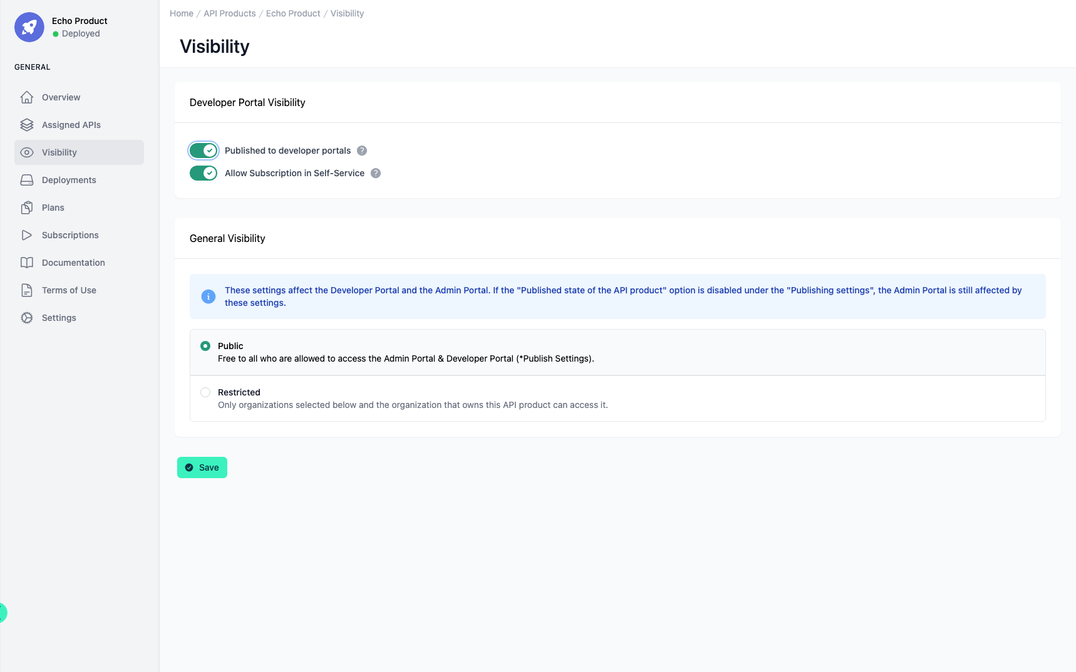 Echo Product
Deployed
GENERAL
Overview
Assigned APIs
Visibility
Deployments
Plans
Subscriptions
Documentation
Terms of Use
Settings
Home / API Products / Echo Product / Visibility
Visibility
Developer Portal Visibility
Published to developer portals ?
Allow Subscription in Self-Service ?
General Visibility
These settings affect the Developer Portal and the Admin Portal. If the "Published state of the API product" option is disabled under the "Publishing settings", the Admin Portal is still affected by
these settings.
Public
Free to all who are allowed to access the Admin Portal & Developer Portal (*Publish Settings).
Restricted
Only organizations selected below and the organization that owns this API product can access it.
Save